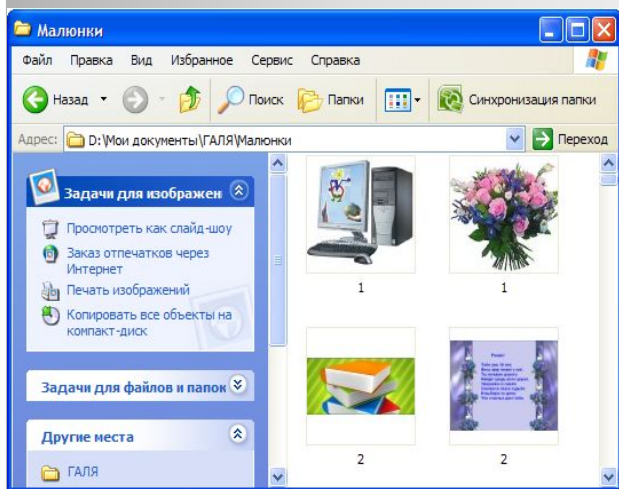 Малюнки
Файл Правка Вид Избранное Сервис Справка
Назад Поиск Папки Синхронизация папки
Адрес: D:\Мои документы\ГАЛЯ\Малюнки Переход
Задачи для изображен
Просмотреть как слайд-шоу
Заказ отпечатков через
Интернет
Печать изображений
Копировать все объекты на
компакт-диск
Задачи для файлов и папок
Другие места
ГАЛЯ
1
1
2
2